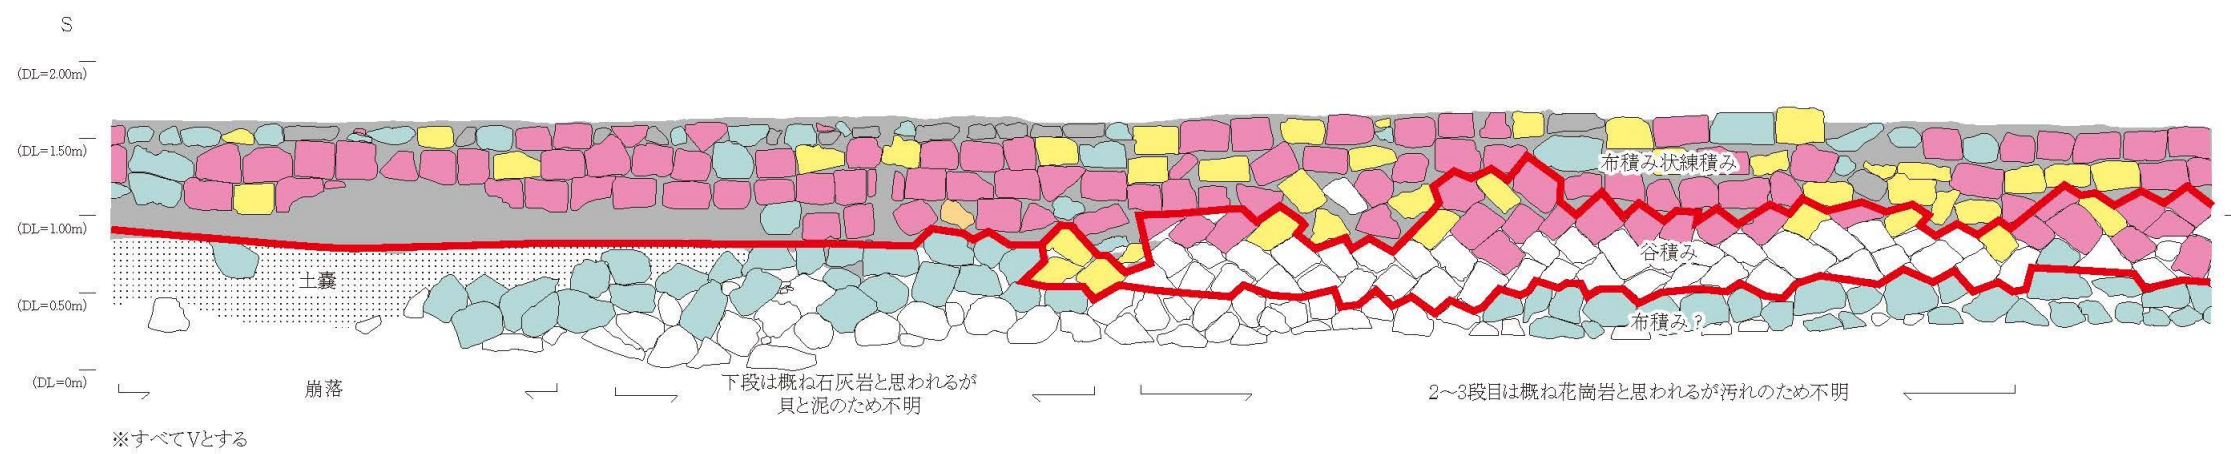 S
(DL=2.00m)
(DL=1.50m)
(DL=1.00m)
(DL=0.50m)
(DL=0m)
布積み状練積み
谷積み
土嚢
布積み?
崩落
下段は概ね石灰岩と思われるが
貝と泥のため不明
2～3段目は概ね花崗岩と思われるが汚れのため不明
※すべてVとする